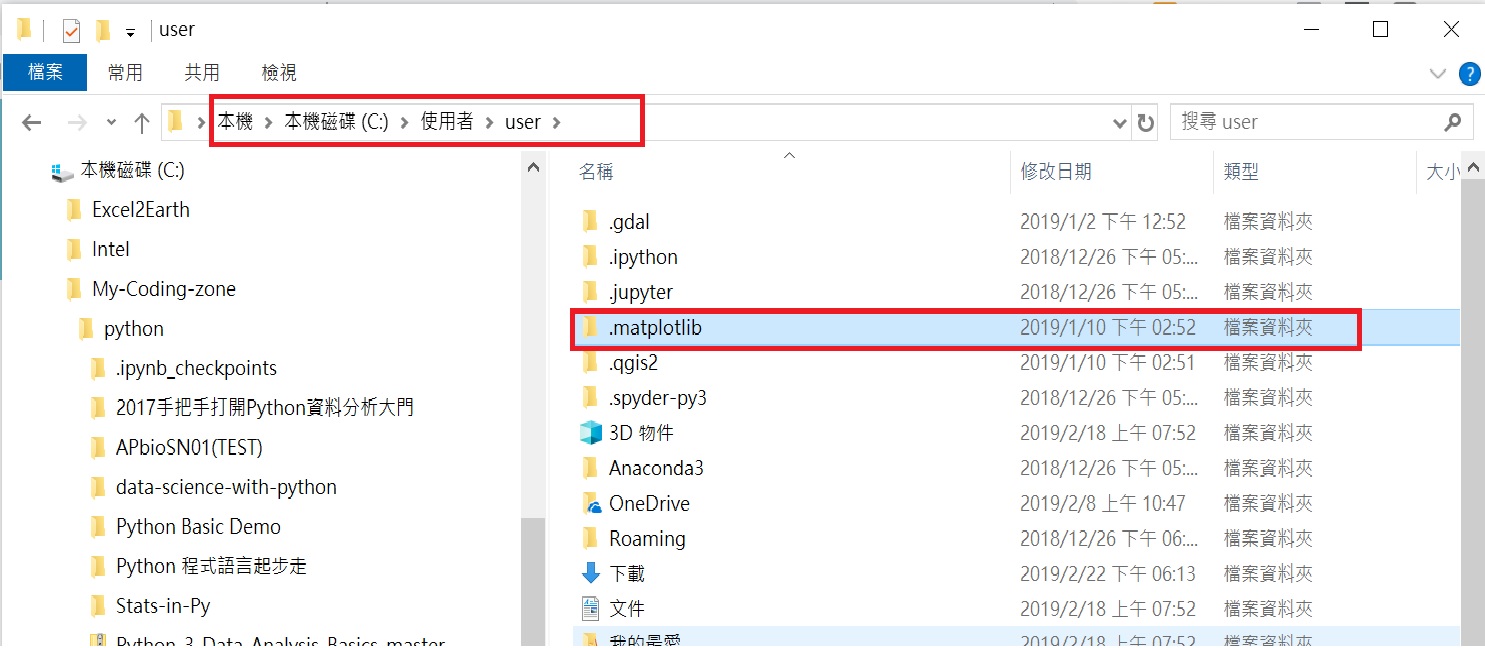 user
檔案 常用 共用 檢視
本機 本機磁碟 (C:) 使用者 user 搜尋 user
本機磁碟 (C:)
Excel2Earth
Intel
My-Coding-zone
python
.ipynb_checkpoints
2017手把手打開Python資料分析大門
APbioSN01(TEST)
data-science-with-python
Python Basic Demo
Python 程式語言起步走
Stats-in-Py
Python-3-Data-Analysis-Basics-master
名稱 修改日期 類型 大小
.gdal 2019/1/2 下午 12:52 檔案資料夾
.ipython 2018/12/26 下午 05:... 檔案資料夾
.jupyter 2018/12/26 下午 05:... 檔案資料夾
.matplotlib 2019/1/10 下午 02:52 檔案資料夾
.qgis2 2019/1/10 下午 02:51 檔案資料夾
.spyder-py3 2018/12/26 下午 05:... 檔案資料夾
3D 物件 2019/2/18 上午 07:52 檔案資料夾
Anaconda3 2018/12/26 下午 05:... 檔案資料夾
OneDrive 2019/2/8 上午 10:47 檔案資料夾
Roaming 2018/12/26 下午 06:... 檔案資料夾
下載 2019/2/22 下午 06:13 檔案資料夾
文件 2019/2/18 上午 07:52 檔案資料夾
我的最愛 2019/2/18 上午 07:52 檔案資料夾